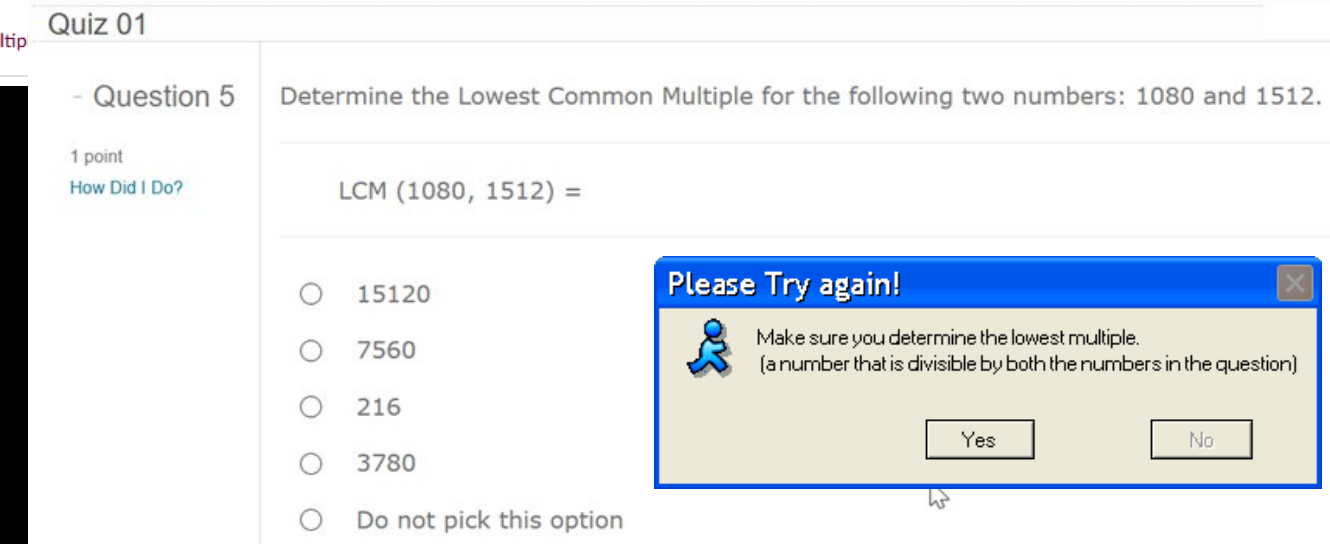 Quiz 01
ltip
- Question 5
1 point
How Did I Do?
Determine the Lowest Common Multiple for the following two numbers: 1080 and 1512.
LCM (1080, 1512) =
15120
7560
216
3780
Do not pick this option
Please Try again!
Make sure you determine the lowest multiple.
(a number that is divisible by both the numbers in the question)
Yes
No